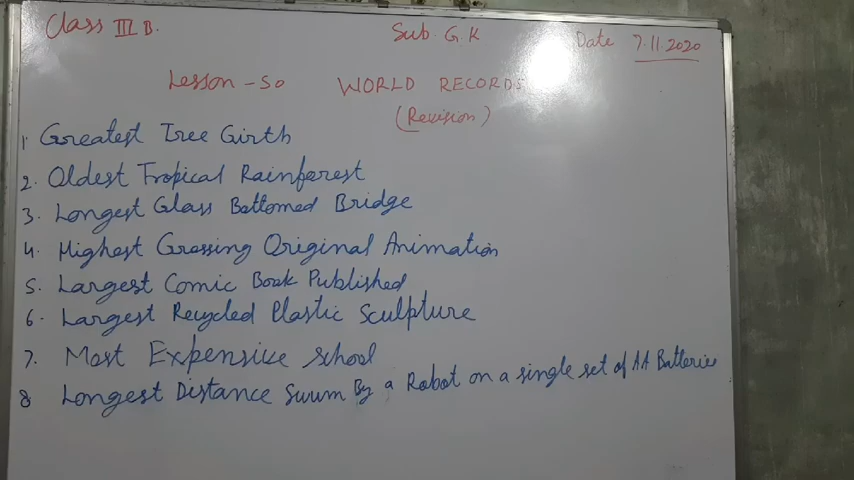 Class III B. Sub. G K Date 7.11.2020
Lesson - 50 WORLD RECORDS
(Revision)
1 Greatest Tree Girth
2. Oldest Tropical Rainforest
3. Longest Glass Bottomed Bridge
4. Highest Grossing Original Animation
5. Largest Comic Book Published
6. Largest Recycled Plastic Sculpture
7. Most Expensive school
8 Longest Distance Swum By a Robot on a single set of AA Batteries